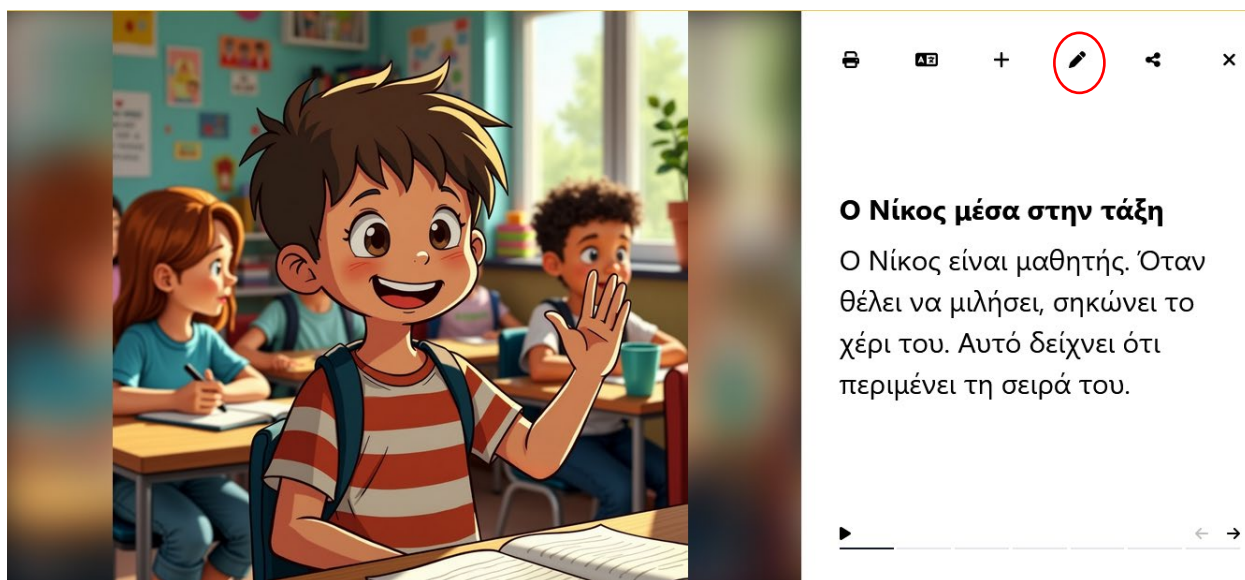 Ο Νίκος μέσα στην τάξη
Ο Νίκος είναι μαθητής. Όταν
θέλει να μιλήσει, σηκώνει το
χέρι του. Αυτό δείχνει ότι
περιμένει τη σειρά του.